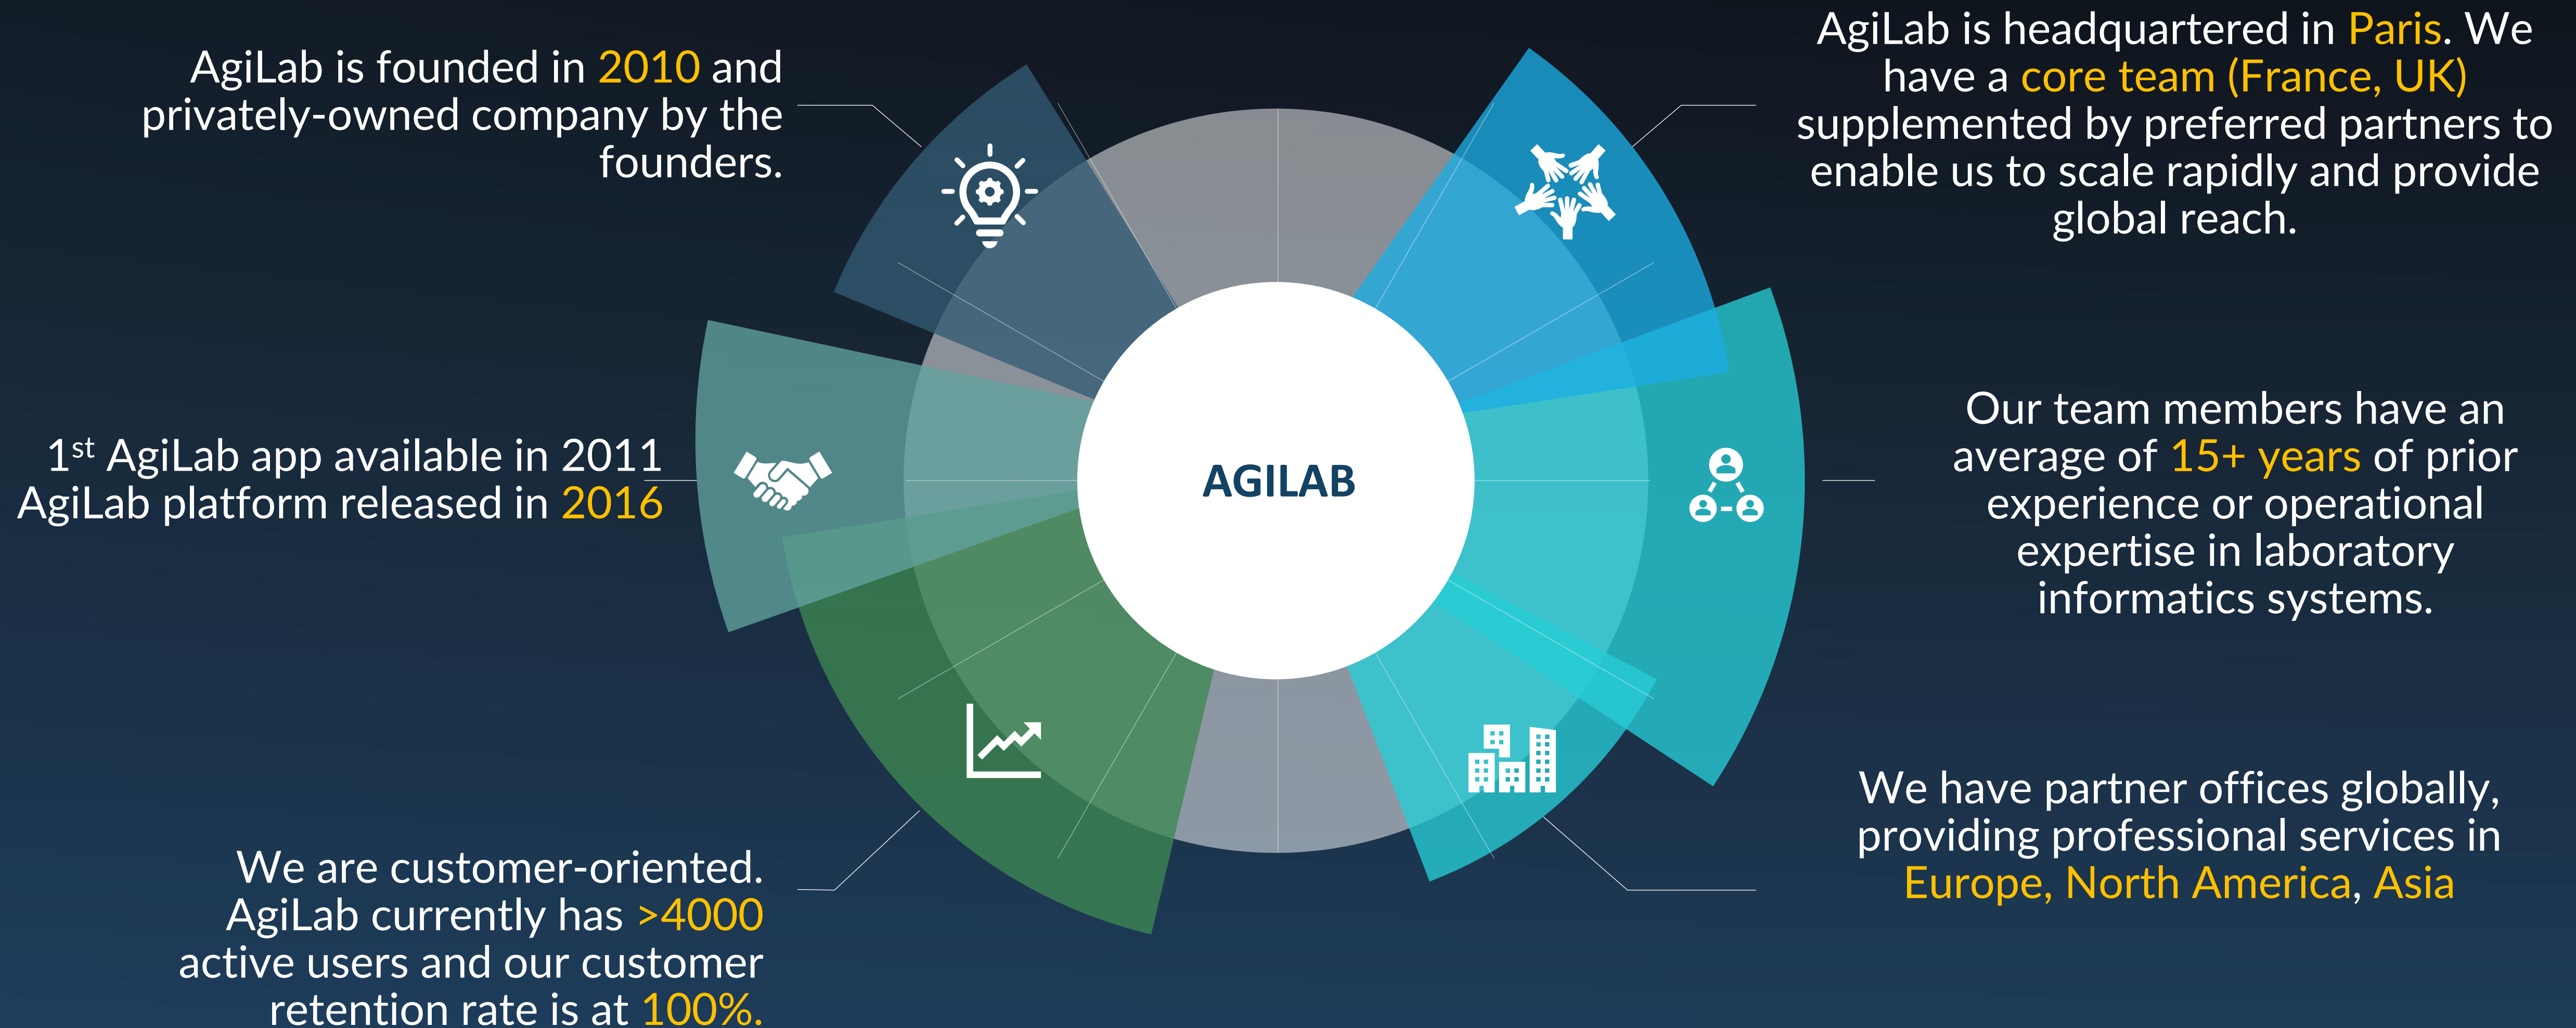 AgiLab is founded in 2010 and
privately-owned company by the
founders.
1st AgiLab app available in 2011
AgiLab platform released in 2016
We are customer-oriented.
AgiLab currently has >4000
active users and our customer
retention rate is at 100%.
AGILAB
AgiLab is headquartered in Paris. We
have a core team (France, UK)
supplemented by preferred partners to
enable us to scale rapidly and provide
global reach.
Our team members have an
average of 15+ years of prior
experience or operational
expertise in laboratory
informatics systems.
We have partner offices globally,
providing professional services in
Europe, North America, Asia